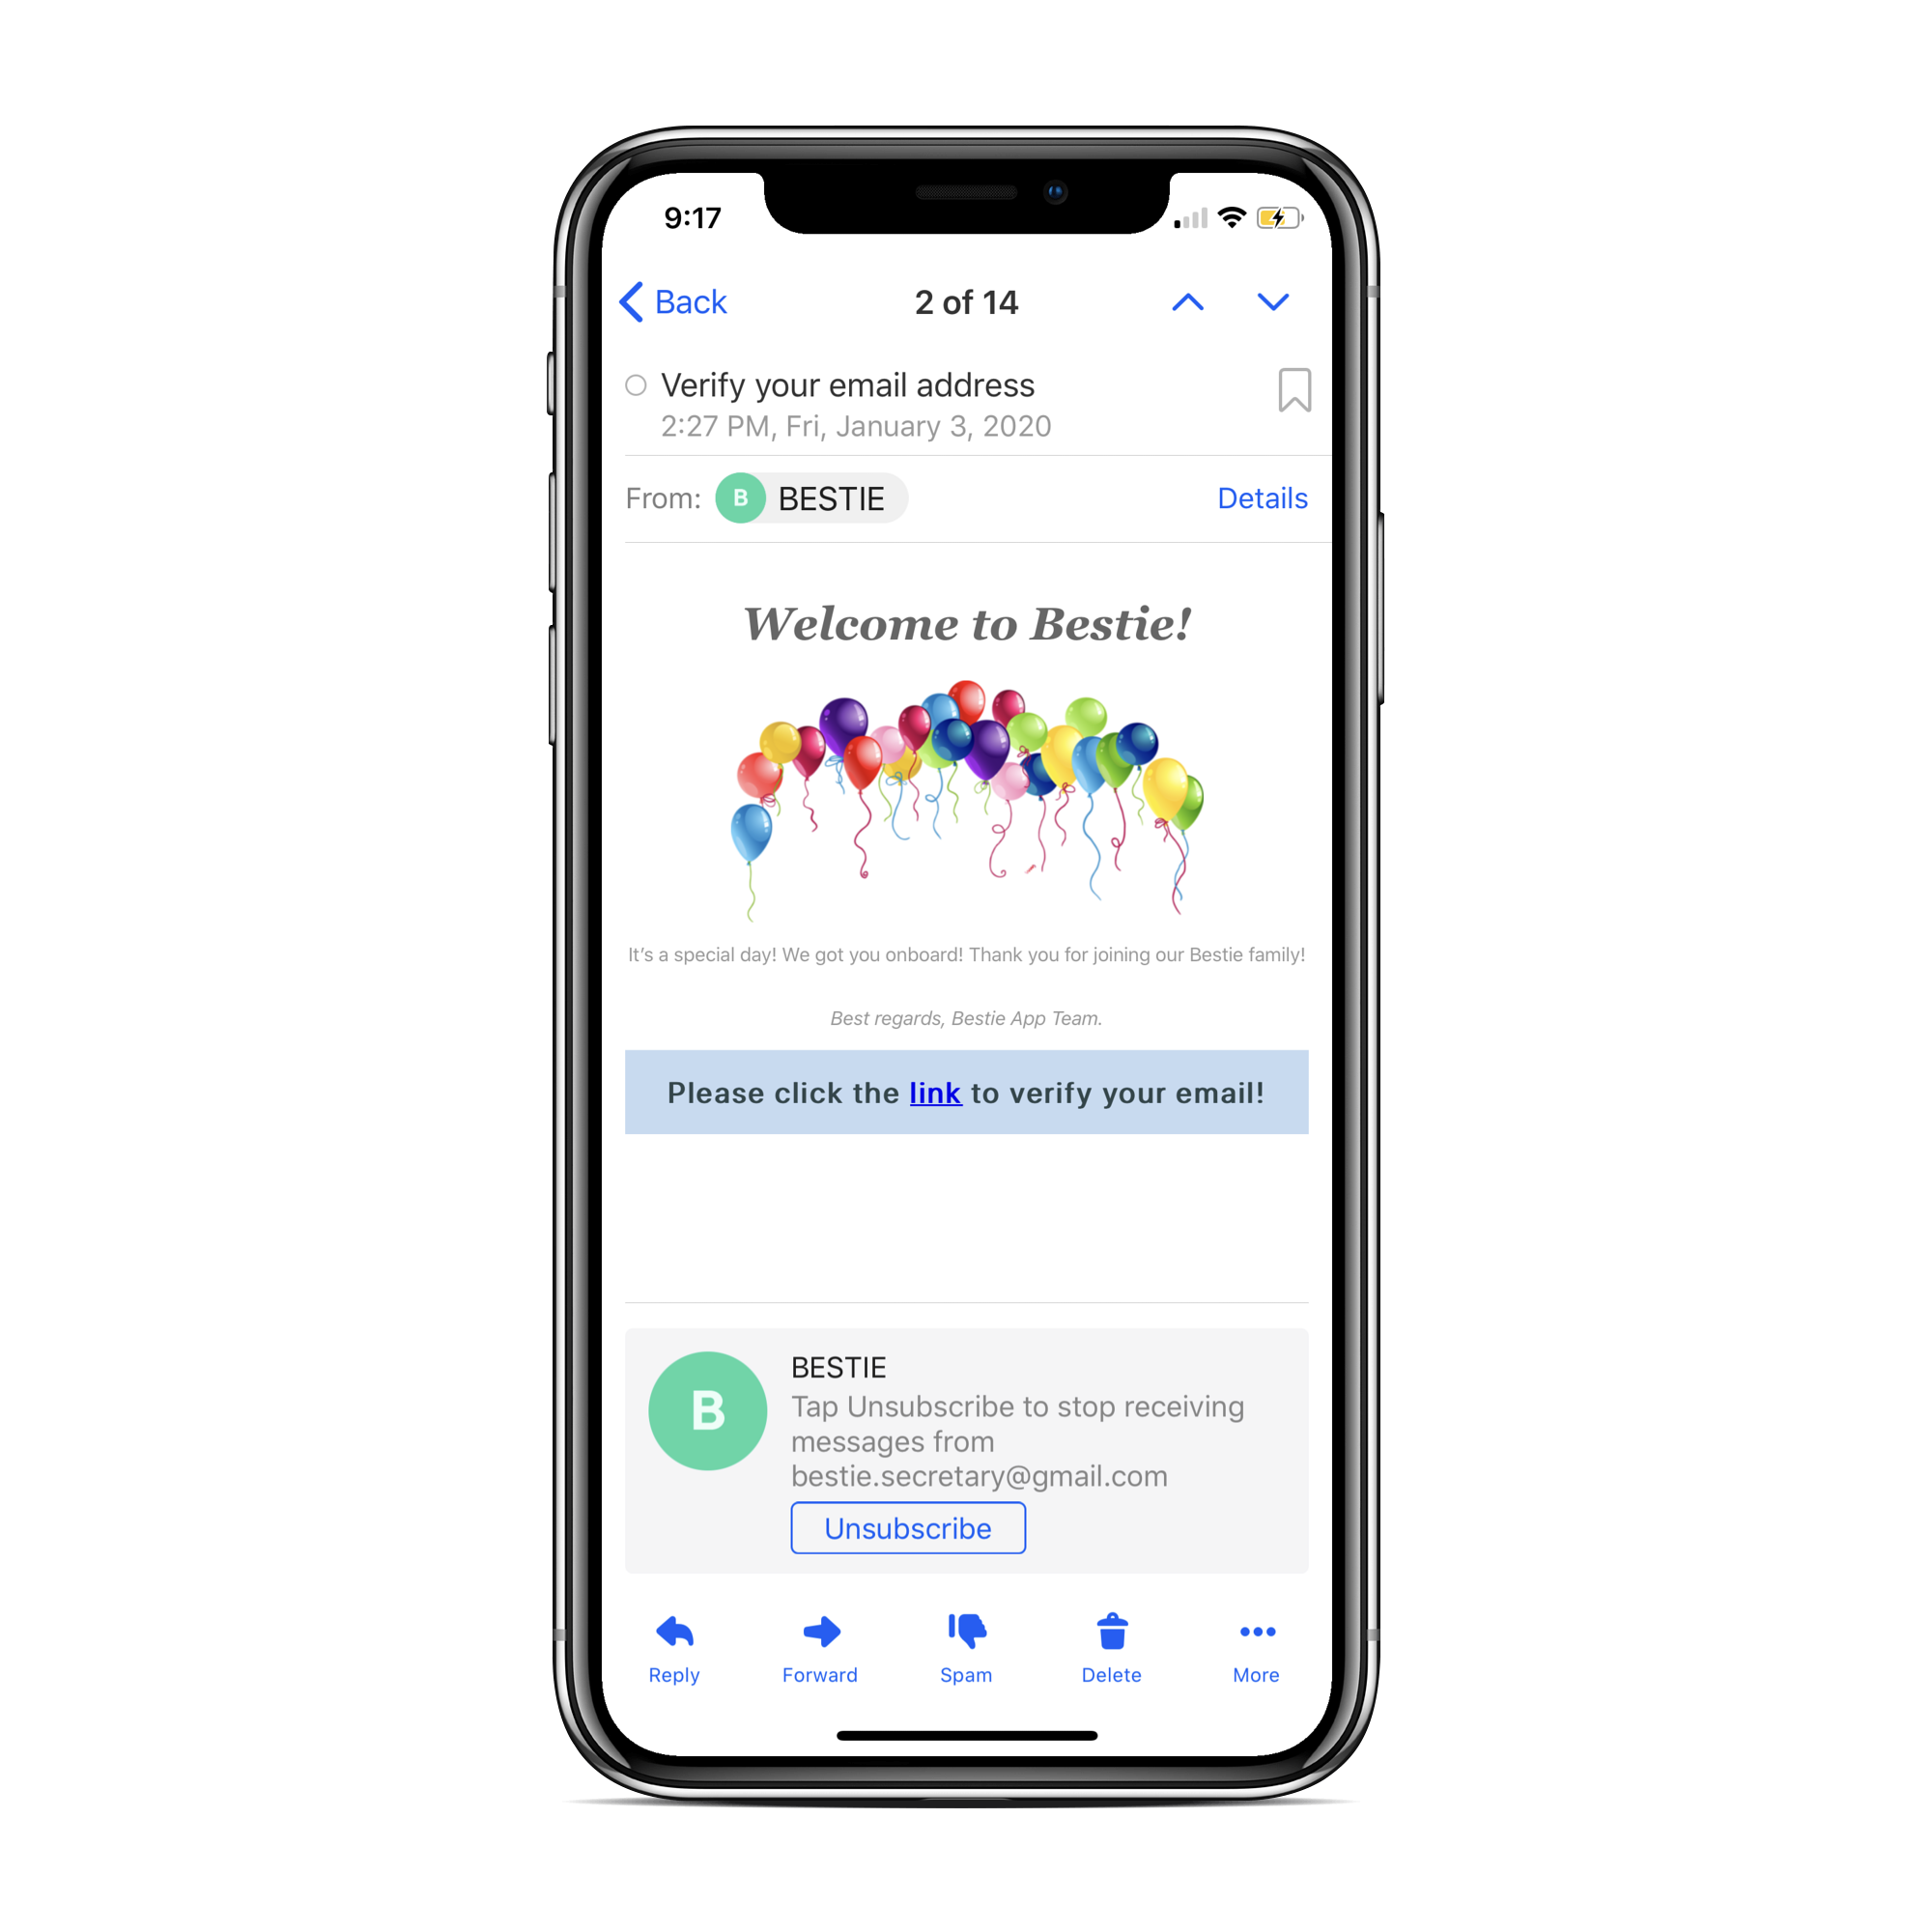 9:17
Back
2 of 14
Verify your email address
2:27 PM, Fri, January 3, 2020
From: B BESTIE
Details
Welcome to Bestie!
It's a special day! We got you onboard! Thank you for joining our Bestie family!
Best regards, Bestie App Team.
Please click the link to verify your email!
B
BESTIE
Tap Unsubscribe to stop receiving
messages from
bestie.secretary@gmail.com
Unsubscribe
Reply
Forward
Spam
Delete
More